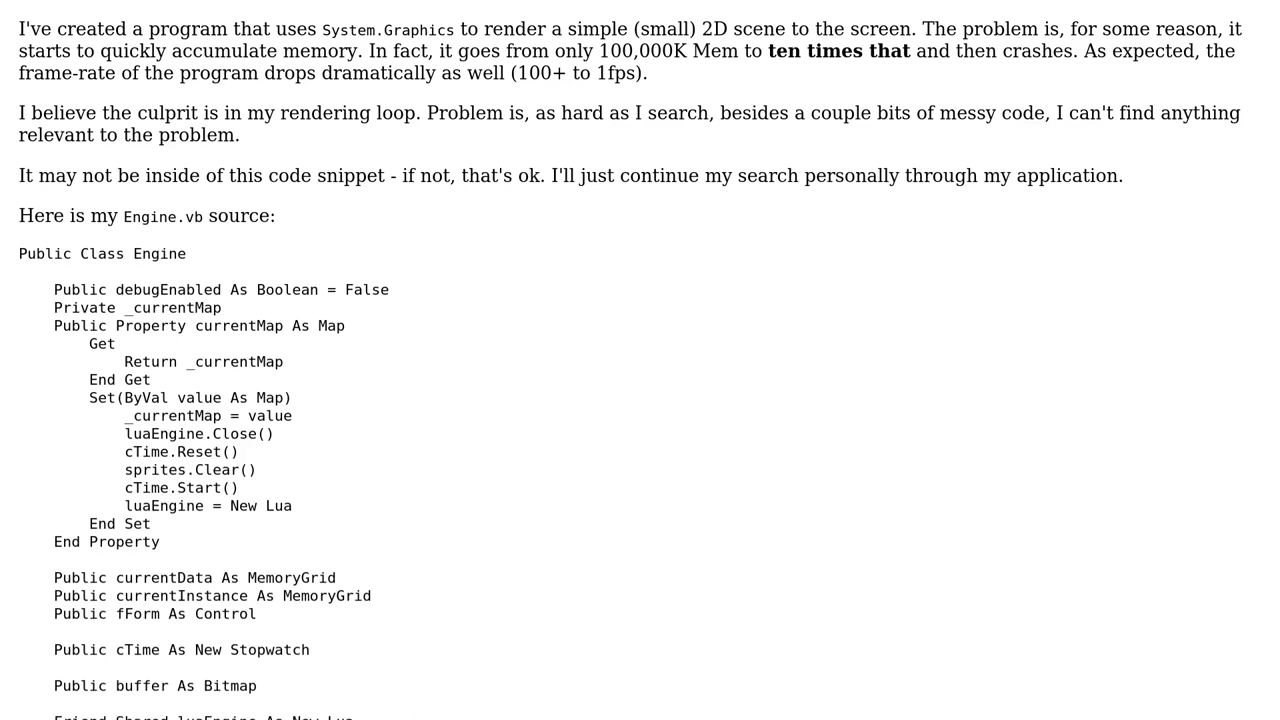 I've created a program that uses System.Graphics to render a simple (small) 2D scene to the screen. The problem is, for some reason, it
starts to quickly accumulate memory. In fact, it goes from only 100,000K Mem to ten times that and then crashes. As expected, the
frame-rate of the program drops dramatically as well (100+ to 1fps).
I believe the culprit is in my rendering loop. Problem is, as hard as I search, besides a couple bits of messy code, I can't find anything
relevant to the problem.
It may not be inside of this code snippet - if not, that's ok. I'll just continue my search personally through my application.
Here is my Engine.vb source:
Public Class Engine
    Public debugEnabled As Boolean = False
    Private _currentMap
    Public Property currentMap As Map
        Get
            Return _currentMap
        End Get
        Set(ByVal value As Map)
            _currentMap = value
            luaEngine.Close()
            cTime.Reset()
            sprites.Clear()
            cTime.Start()
            luaEngine = New Lua
        End Set
    End Property
    Public currentData As MemoryGrid
    Public currentInstance As MemoryGrid
    Public fForm As Control
    Public cTime As New Stopwatch
    Public buffer As Bitmap
    Friend Shared luaEngine As New Lua